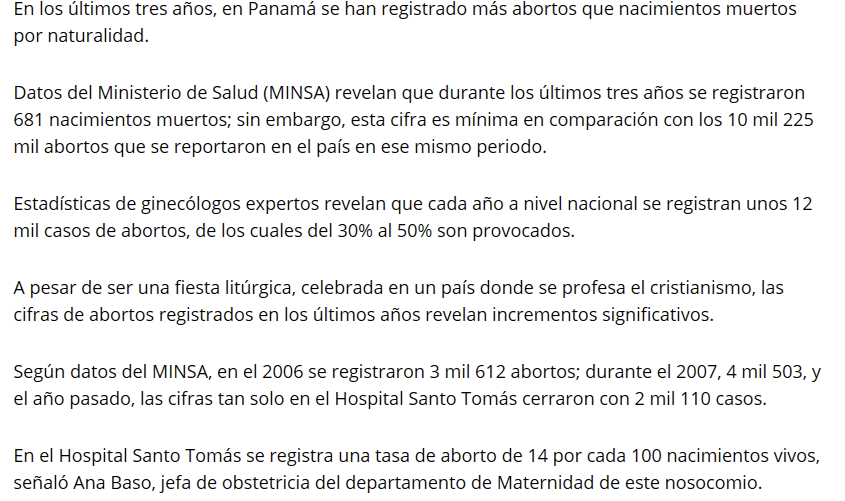 En los últimos tres años, en Panamá se han registrado más abortos que nacimientos muertos
por naturalidad.
Datos del Ministerio de Salud (MINSA) revelan que durante los últimos tres años se registraron
681 nacimientos muertos; sin embargo, esta cifra es mínima en comparación con los 10 mil 225
mil abortos que se reportaron en el país en ese mismo periodo.
Estadísticas de ginecólogos expertos revelan que cada año a nivel nacional se registran unos 12
mil casos de abortos, de los cuales del 30% al 50% son provocados.
A pesar de ser una fiesta litúrgica, celebrada en un país donde se profesa el cristianismo, las
cifras de abortos registrados en los últimos años revelan incrementos significativos.
Según datos del MINSA, en el 2006 se registraron 3 mil 612 abortos; durante el 2007, 4 mil 503, y
el año pasado, las cifras tan solo en el Hospital Santo Tomás cerraron con 2 mil 110 casos.
En el Hospital Santo Tomás se registra una tasa de aborto de 14 por cada 100 nacimientos vivos,
señaló Ana Baso, jefa de obstetricia del departamento de Maternidad de este nosocomio.